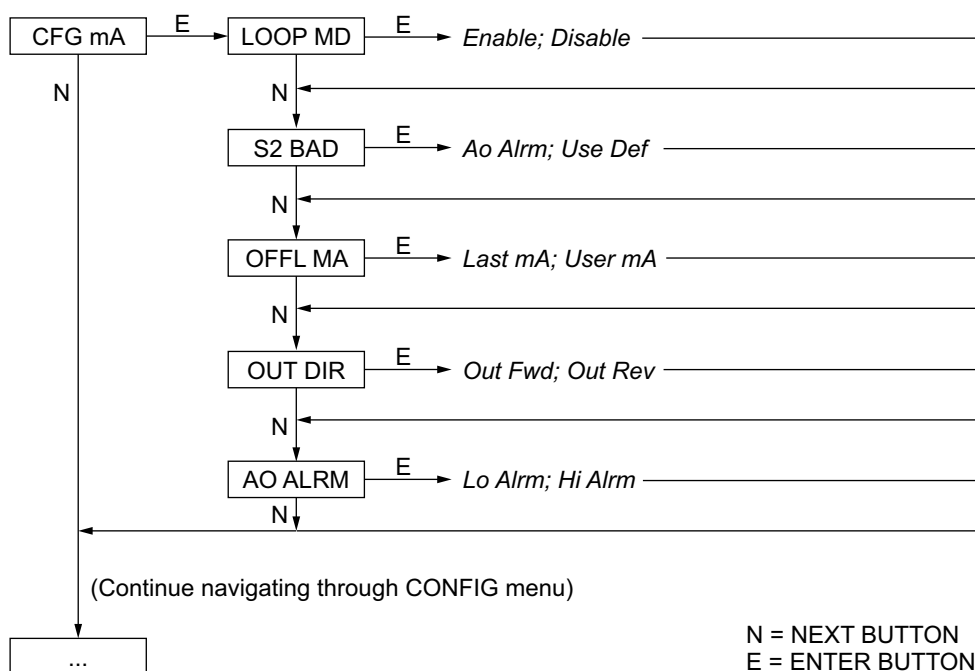 CFG mA E LOOP MD E Enable; Disable
N N
S2 BAD E Ao Alrm; Use Def
N
OFFL MA E Last mA; User mA
N
OUT DIR E Out Fwd; Out Rev
N
AO ALRM E Lo Alrm; Hi Alrm
N
(Continue navigating through CONFIG menu)
...
N = NEXT BUTTON
E = ENTER BUTTON